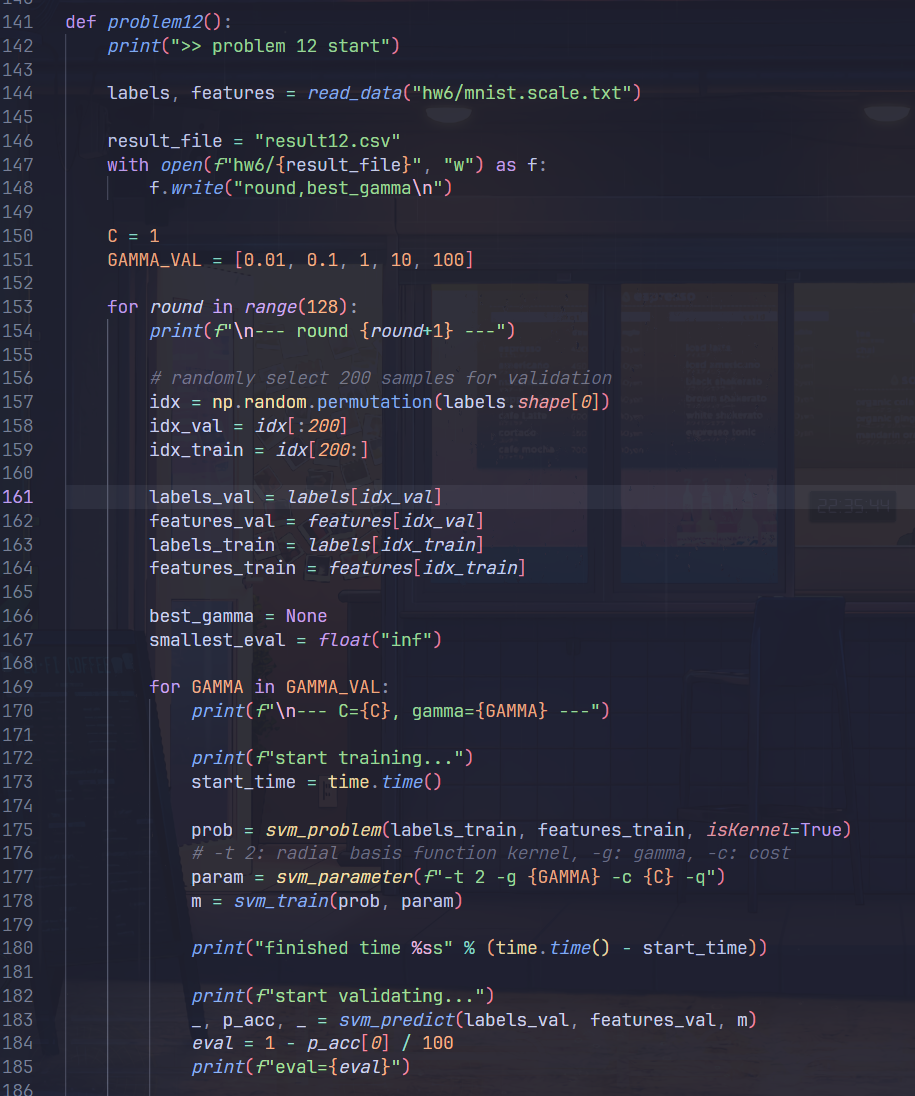 140
141 def problem12():
142 print(">> problem 12 start")
143
144 labels, features = read_data("hw6/mnist.scale.txt")
145
146 result_file = "result12.csv"
147 with open(f"hw6/{result_file}", "w") as f:
148 f.write("round,best_gamma\n")
149
150 C = 1
151 GAMMA_VAL = [0.01, 0.1, 1, 10, 100]
152
153 for round in range(128):
154 print(f"\n--- round {round+1} ---")
155
156 # randomly select 200 samples for validation
157 idx = np.random.permutation(labels.shape[0])
158 idx_val = idx[:200]
159 idx_train = idx[200:]
160
161 labels_val = labels[idx_val]
162 features_val = features[idx_val]
163 labels_train = labels[idx_train]
164 features_train = features[idx_train]
165
166 best_gamma = None
167 smallest_eval = float("inf")
168
169 for GAMMA in GAMMA_VAL:
170 print(f"\n--- C={C}, gamma={GAMMA} ---")
171
172 print(f"start training...")
173 start_time = time.time()
174
175 prob = svm_problem(labels_train, features_train, isKernel=True)
176 # -t 2: radial basis function kernel, -g: gamma, -c: cost
177 param = svm_parameter(f"-t 2 -g {GAMMA} -c {C} -q")
178 m = svm_train(prob, param)
179
180 print("finished time %ss" % (time.time() - start_time))
181
182 print(f"start validating...")
183 _, p_acc, _ = svm_predict(labels_val, features_val, m)
184 eval = 1 - p_acc[0] / 100
185 print(f"eval={eval}")
186
22:35:44